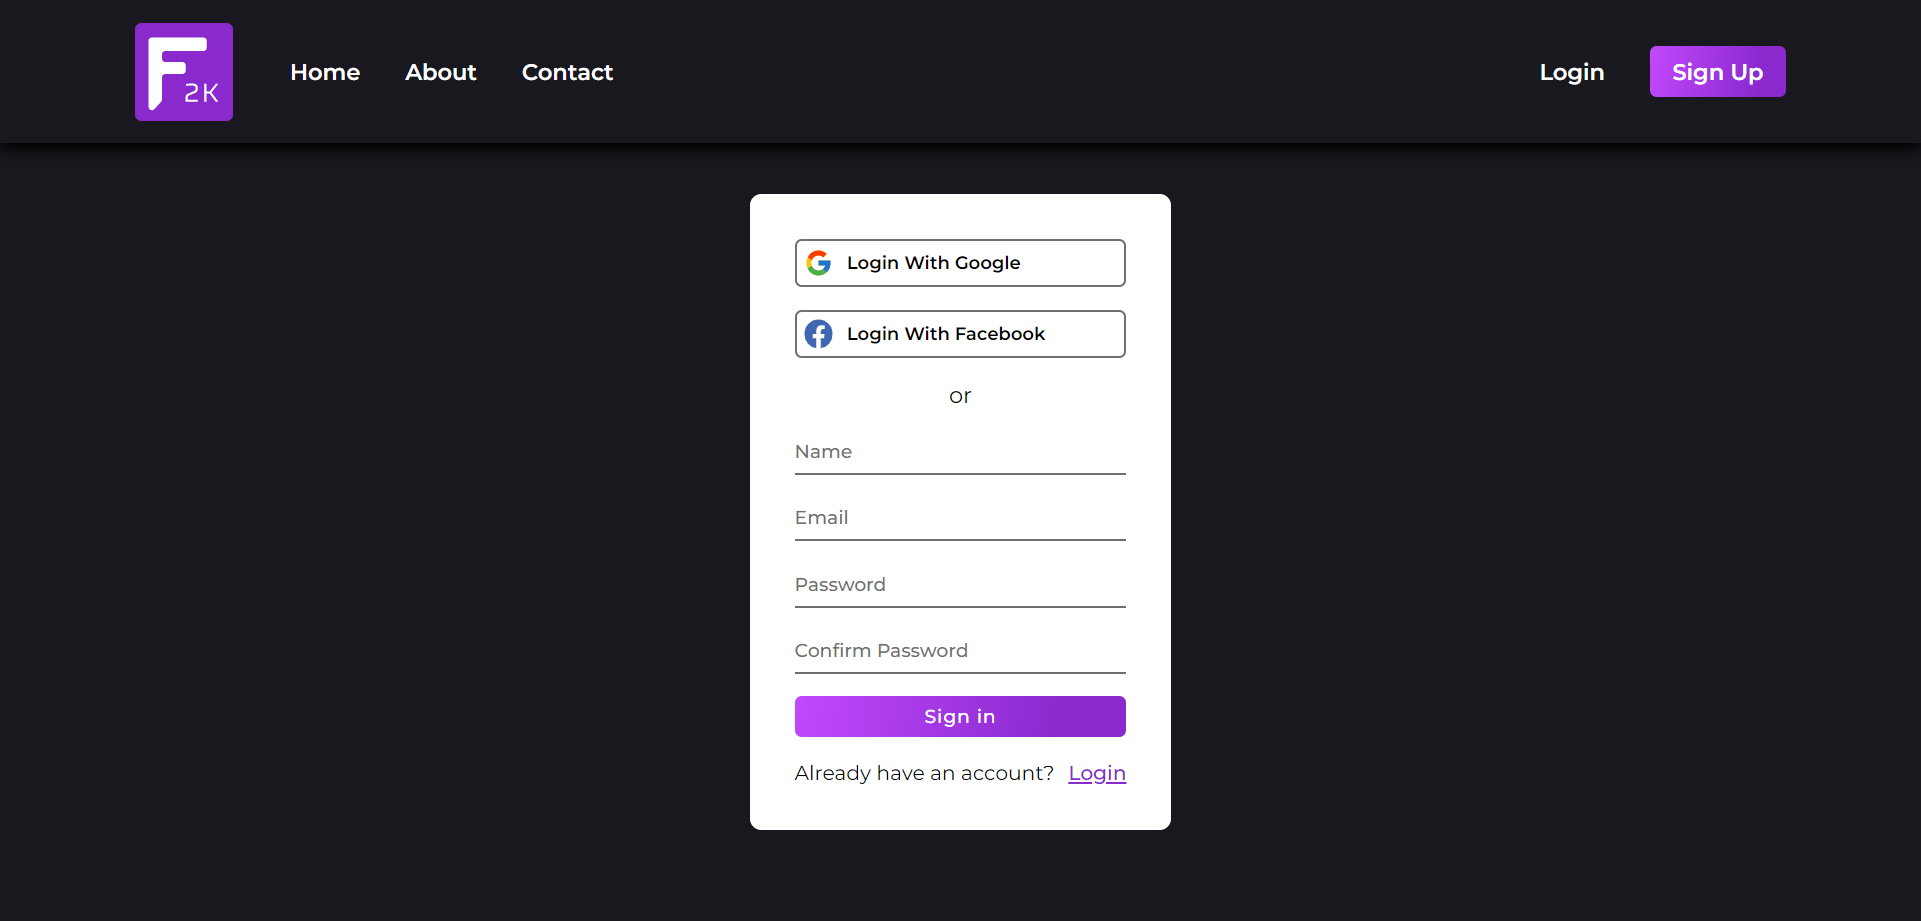 F 2K
Home About Contact Login Sign Up
Login With Google
Login With Facebook
or
Name
Email
Password
Confirm Password
Sign in
Already have an account? Login